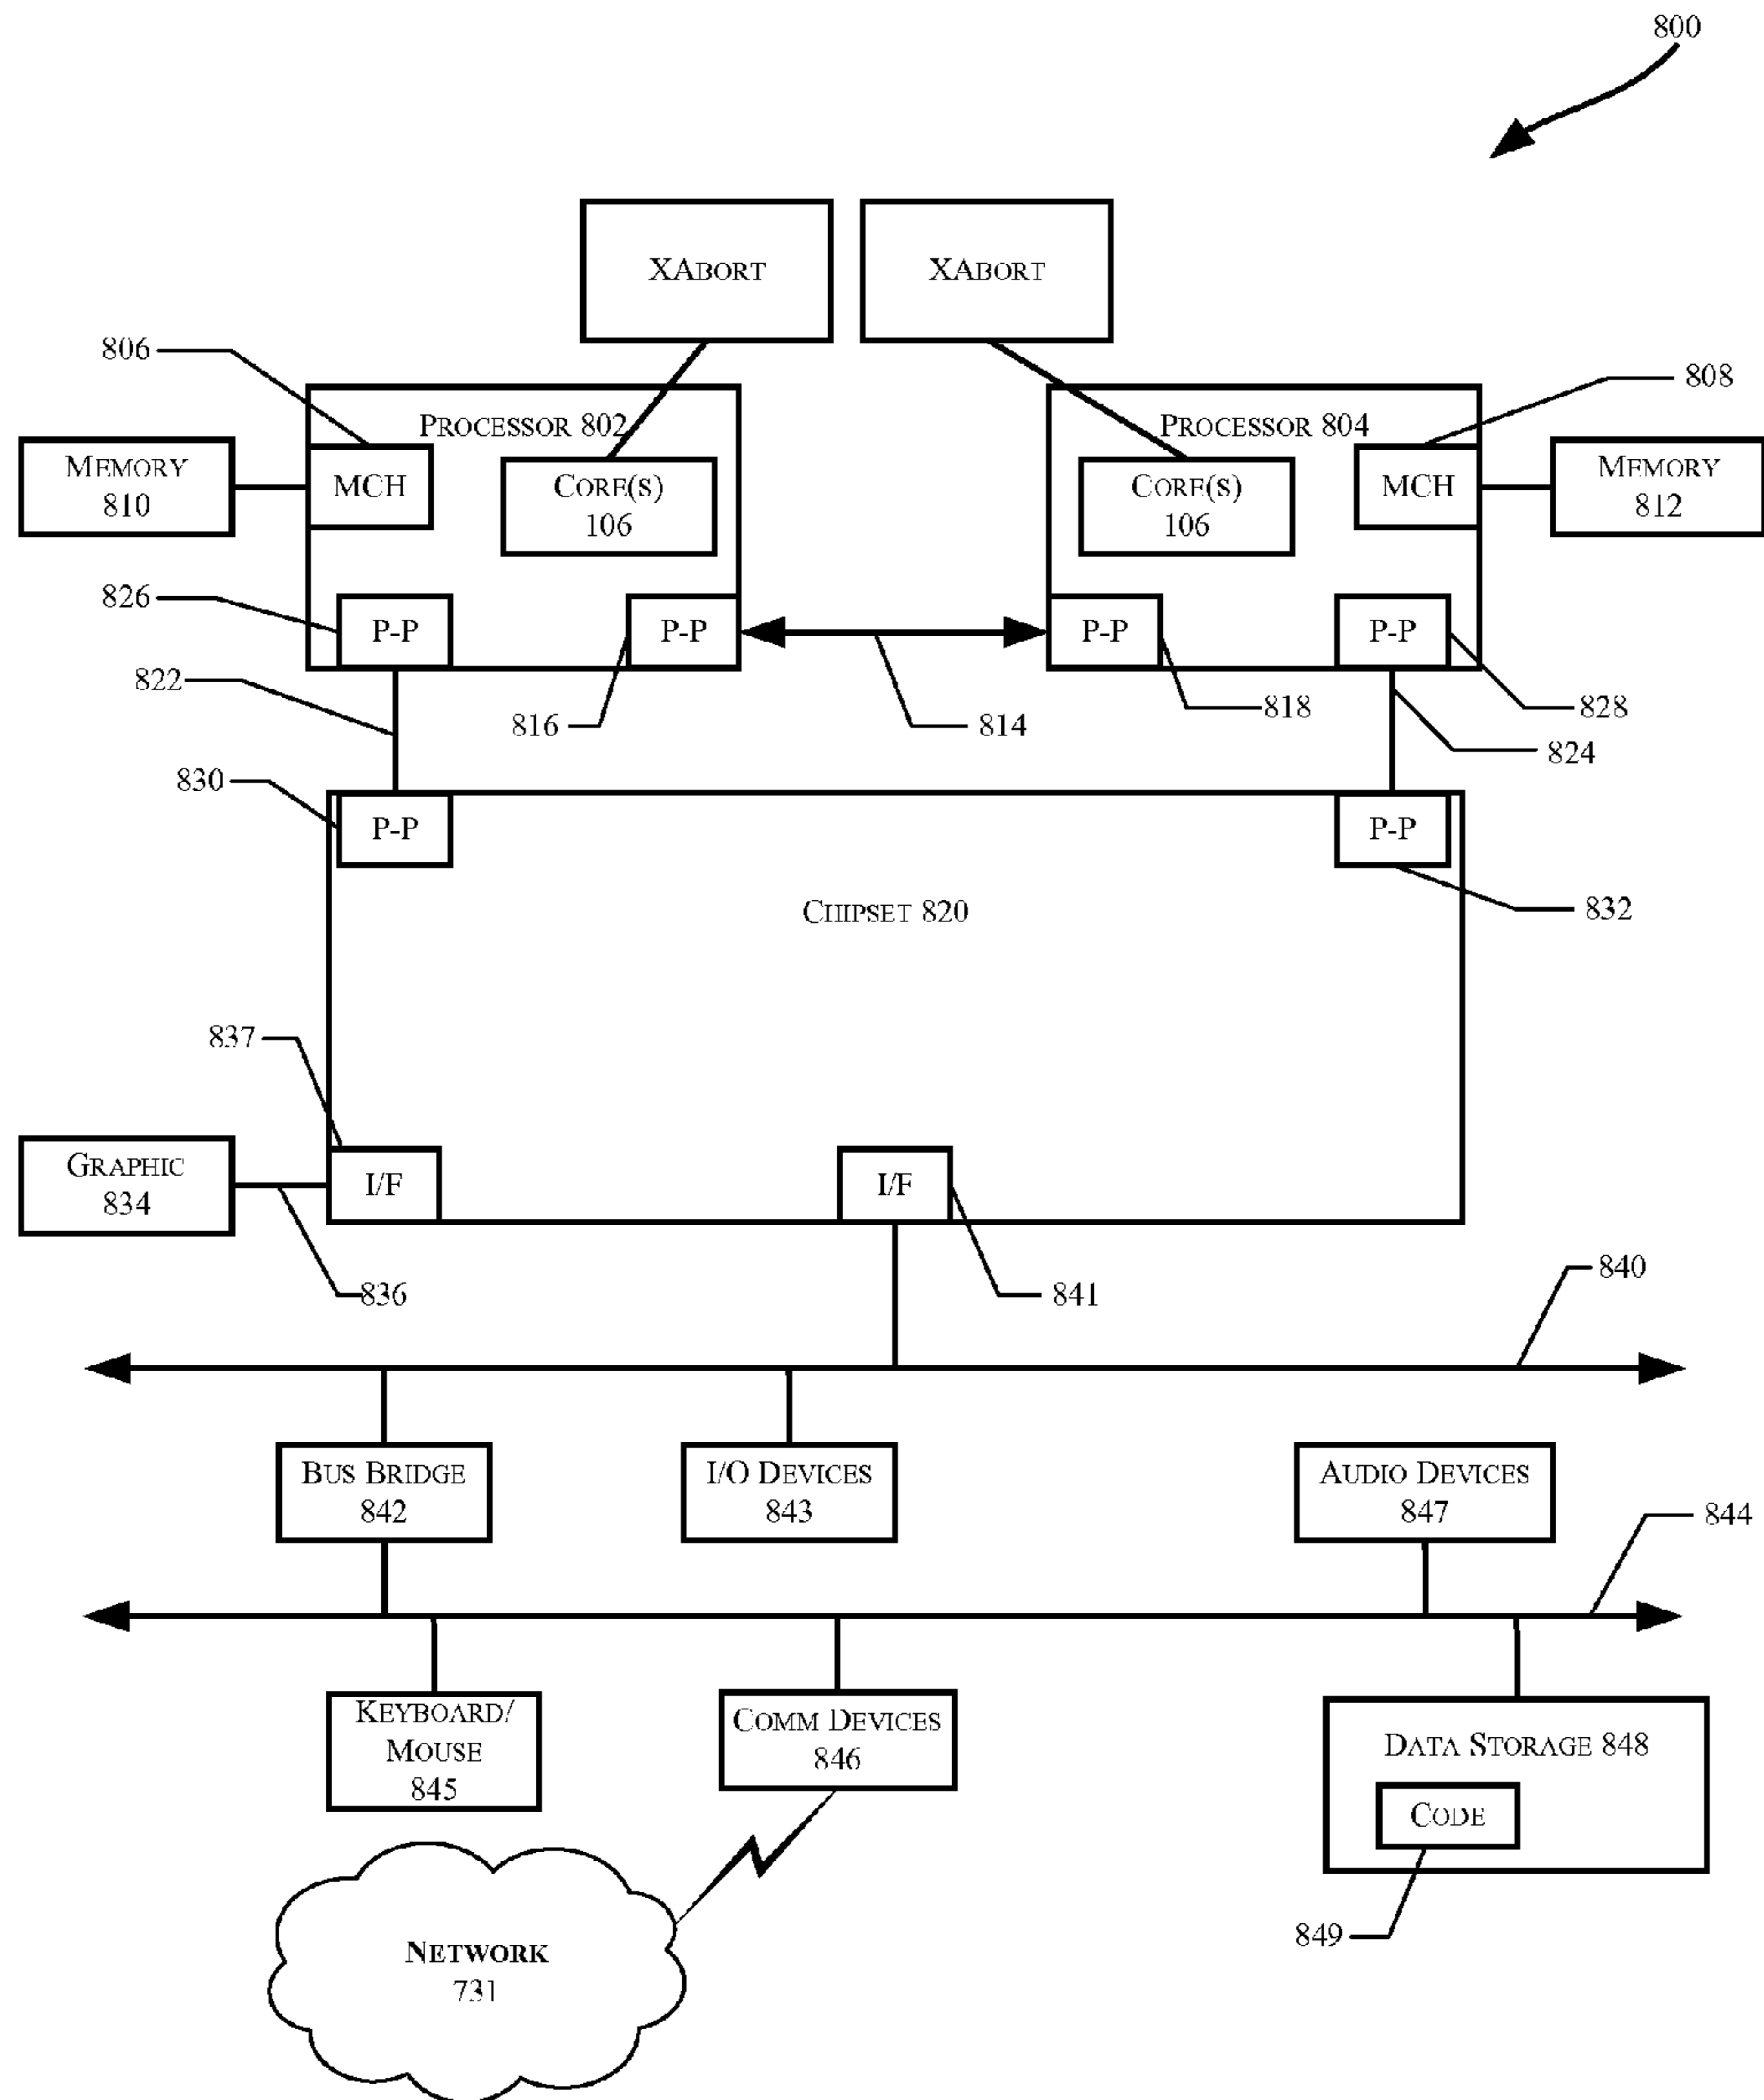 800
XABORT
XABORT
806
808
PROCESSOR 802
PROCESSOR 804
MEMORY
810
MCH
CORE(S)
106
CORE(S)
106
MCH
MEMORY
812
826
P-P
P-P
P-P
P-P
822
816
814
818
828
824
830
P-P
P-P
CHIPSET 820
832
837
GRAPHIC
834
I/F
I/F
836
841
840
BUS BRIDGE
842
I/O DEVICES
843
AUDIO DEVICES
847
844
KEYBOARD/
MOUSE
845
COMM DEVICES
846
DATA STORAGE 848
CODE
849
NETWORK
731